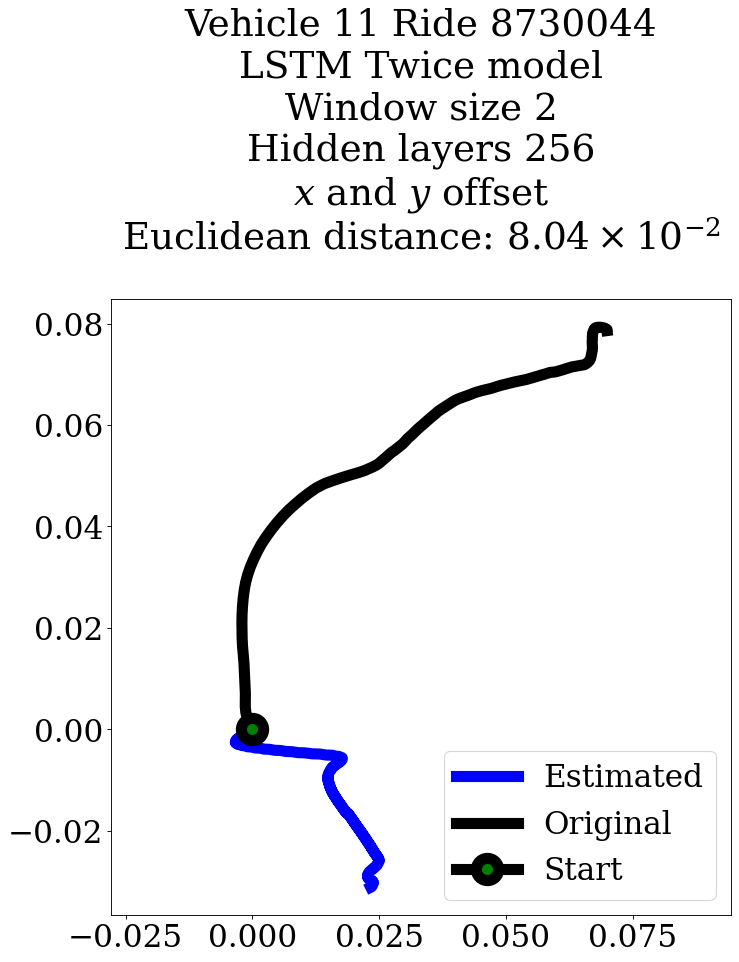 Vehicle 11 Ride 8730044
LSTM Twice model
Window size 2
Hidden layers 256
x and y offset
Euclidean distance: 8.04 × 10⁻²
0.08
0.06
0.04
0.02
0.00
−0.02
Estimated
Original
Start
−0.025 0.000 0.025 0.050 0.075